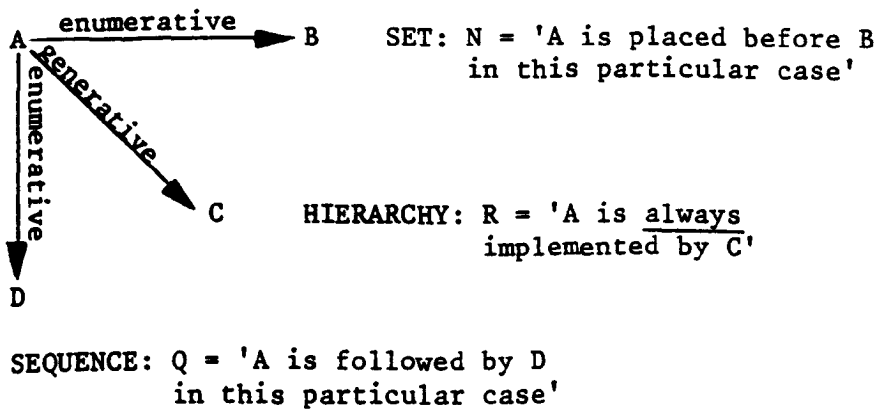 enumerative
A B SET: N = 'A is placed before B
in this particular case'
generative
enumerative
C HIERARCHY: R = 'A is always
implemented by C'
D
SEQUENCE: Q = 'A is followed by D
in this particular case'